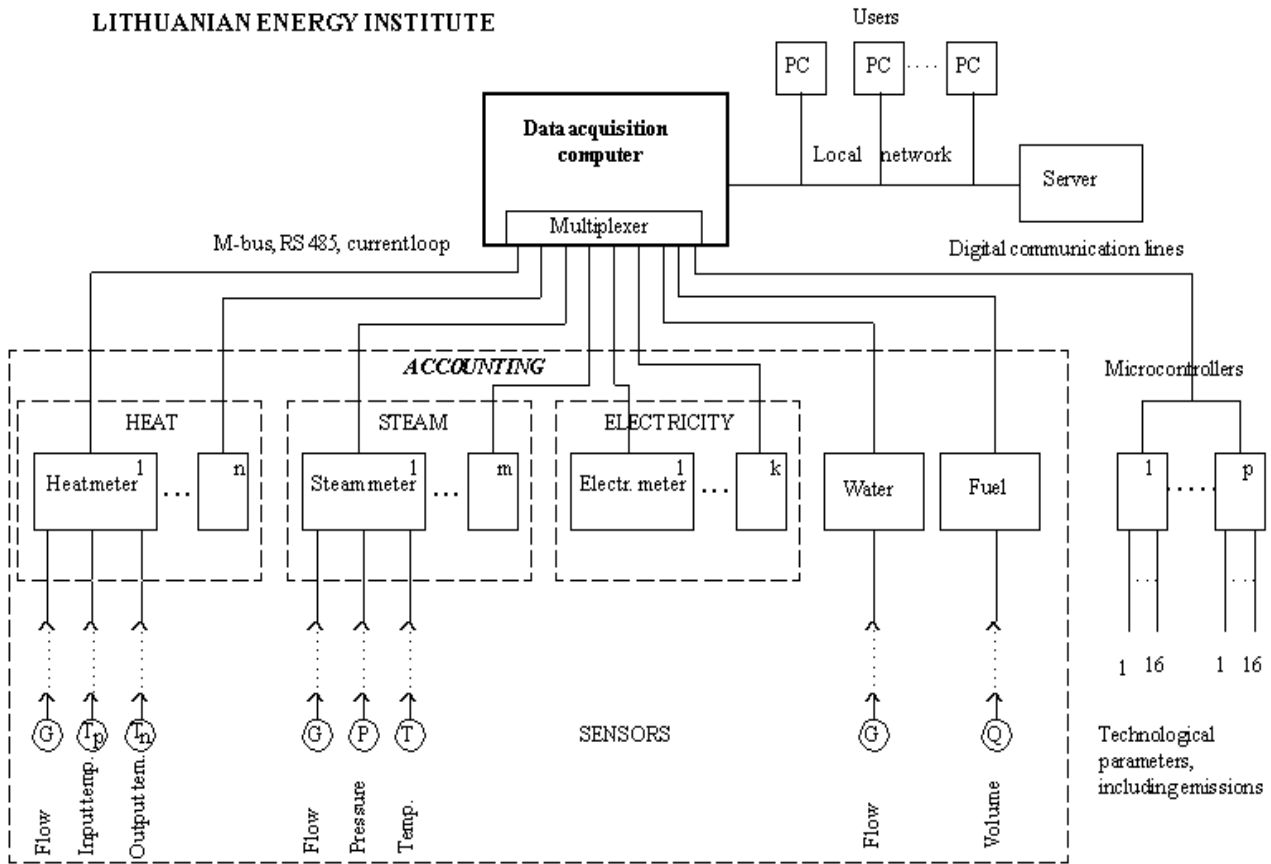 LITHUANIAN ENERGY INSTITUTE
Users
PC
PC
....
PC
Data acquisition
computer
Local network
Server
Multiplexer
M-bus, RS 485, current loop
Digital communication lines
ACCOUNTING
Microcontrollers
HEAT
STEAM
ELECTRICITY
Heatmeter
1
...
n
Steam meter
1
...
m
Electr. meter
1
...
k
Water
Fuel
1
.....
p
...
...
1
16
1
16
G
Tp
Tn
G
P
T
SENSORS
G
Q
Technological
parameters,
including emissions
Flow
Input temp.
Output tem.
Flow
Pressure
Temp.
Flow
Volume